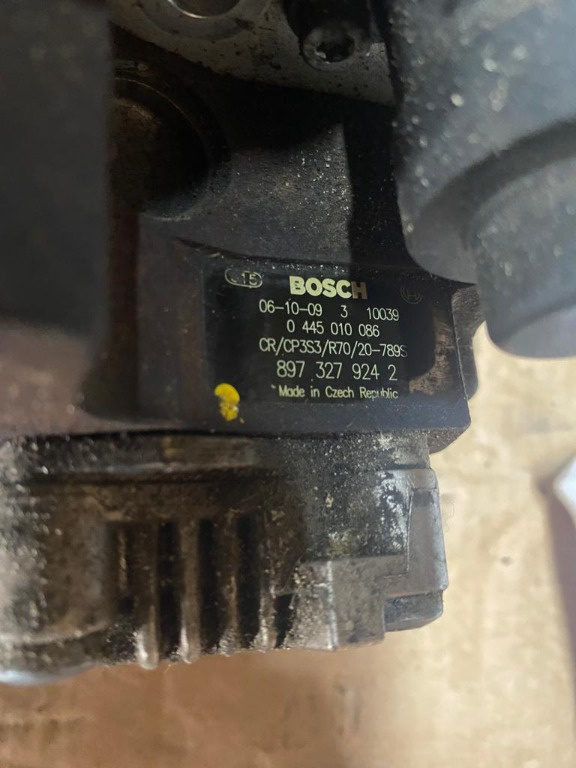 BOSCH
06-10-09 3 10039
0 445 010 086
CR/CP3S3/R70/20-789S
897 327 924 2
Made in Czech Republic